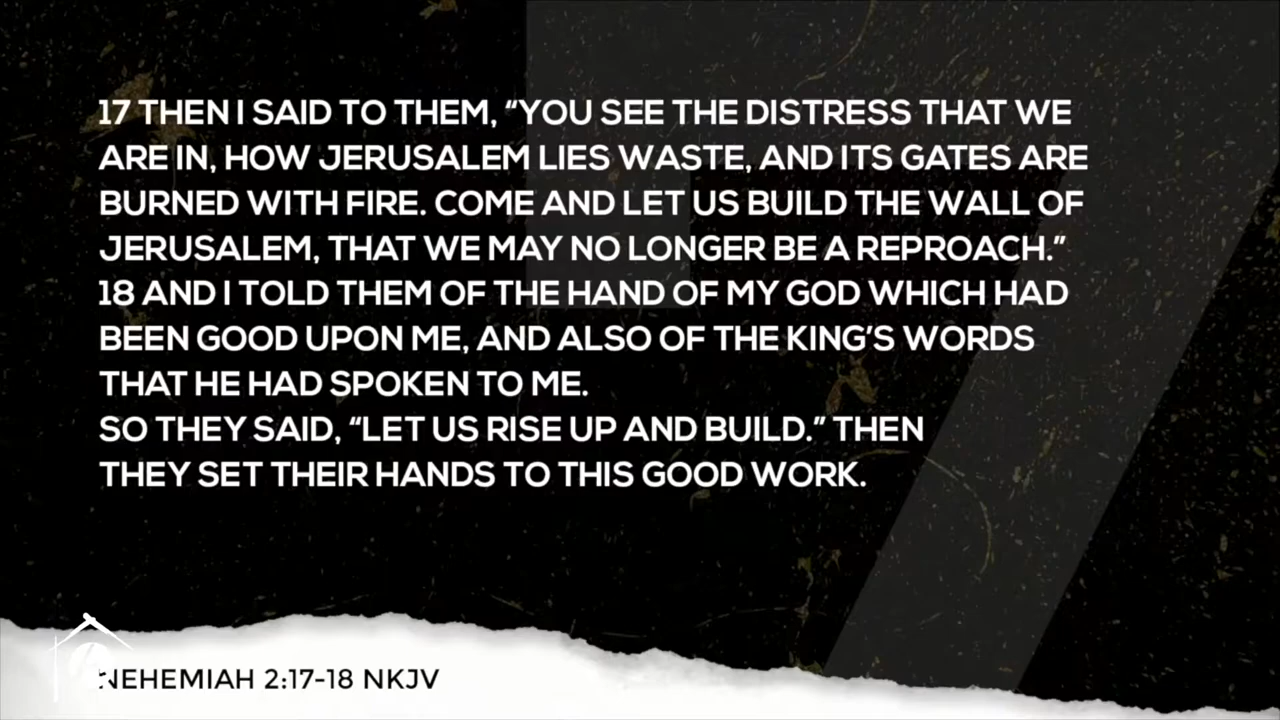 17 THEN I SAID TO THEM, “YOU SEE THE DISTRESS THAT WE
ARE IN, HOW JERUSALEM LIES WASTE, AND ITS GATES ARE
BURNED WITH FIRE. COME AND LET US BUILD THE WALL OF
JERUSALEM, THAT WE MAY NO LONGER BE A REPROACH.”
18 AND I TOLD THEM OF THE HAND OF MY GOD WHICH HAD
BEEN GOOD UPON ME, AND ALSO OF THE KING’S WORDS
THAT HE HAD SPOKEN TO ME.
SO THEY SAID, “LET US RISE UP AND BUILD.” THEN
THEY SET THEIR HANDS TO THIS GOOD WORK.
NEHEMIAH 2:17-18 NKJV